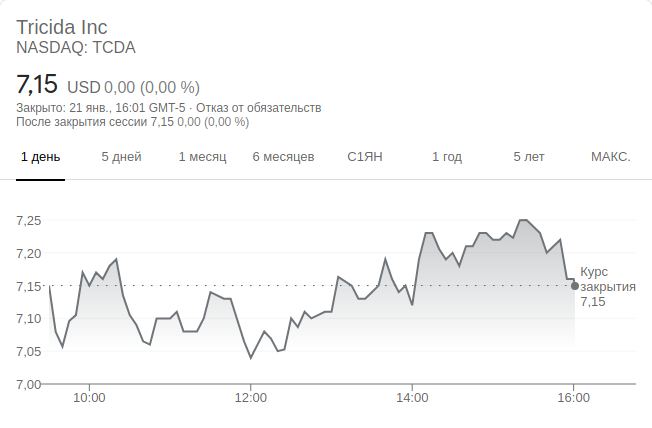 Tricida Inc
NASDAQ: TCDA
7,15 USD 0,00 (0,00 %)
Закрыто: 21 янв., 16:01 GMT-5 · Отказ от обязательств
После закрытия сессии 7,15 0,00 (0,00 %)
1 день 5 дней 1 месяц 6 месяцев С1ЯН 1 год 5 лет МАКС.
7,25
7,20
7,15
7,10
7,05
7,00
Курс
закрытия
7,15
10:00 12:00 14:00 16:00